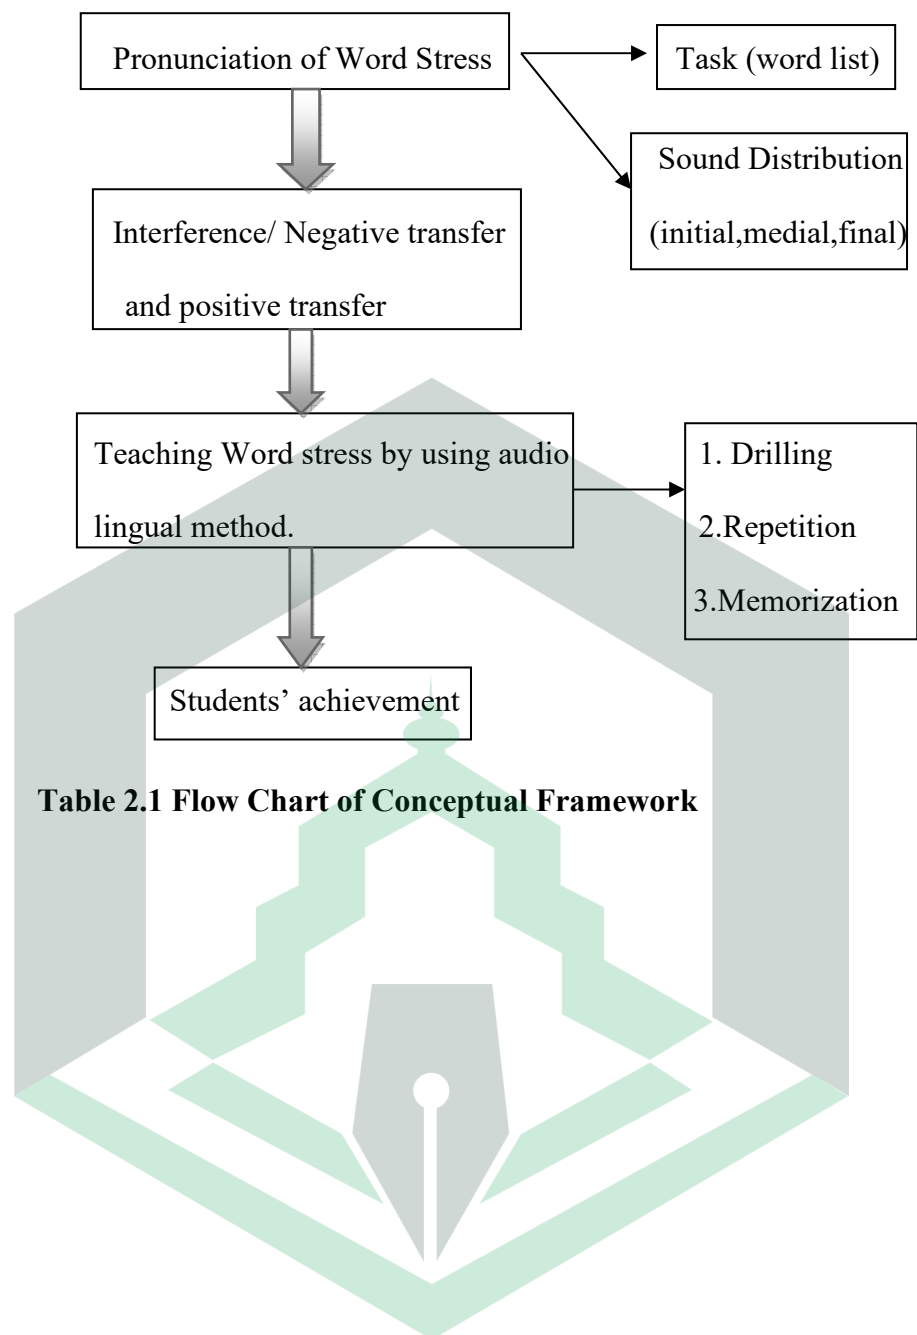 Pronunciation of Word Stress
Task (word list)
Sound Distribution
(initial,medial,final)
Interference/ Negative transfer
and positive transfer
Teaching Word stress by using audio
lingual method.
1. Drilling
2.Repetition
3.Memorization
Students’ achievement
Table 2.1 Flow Chart of Conceptual Framework